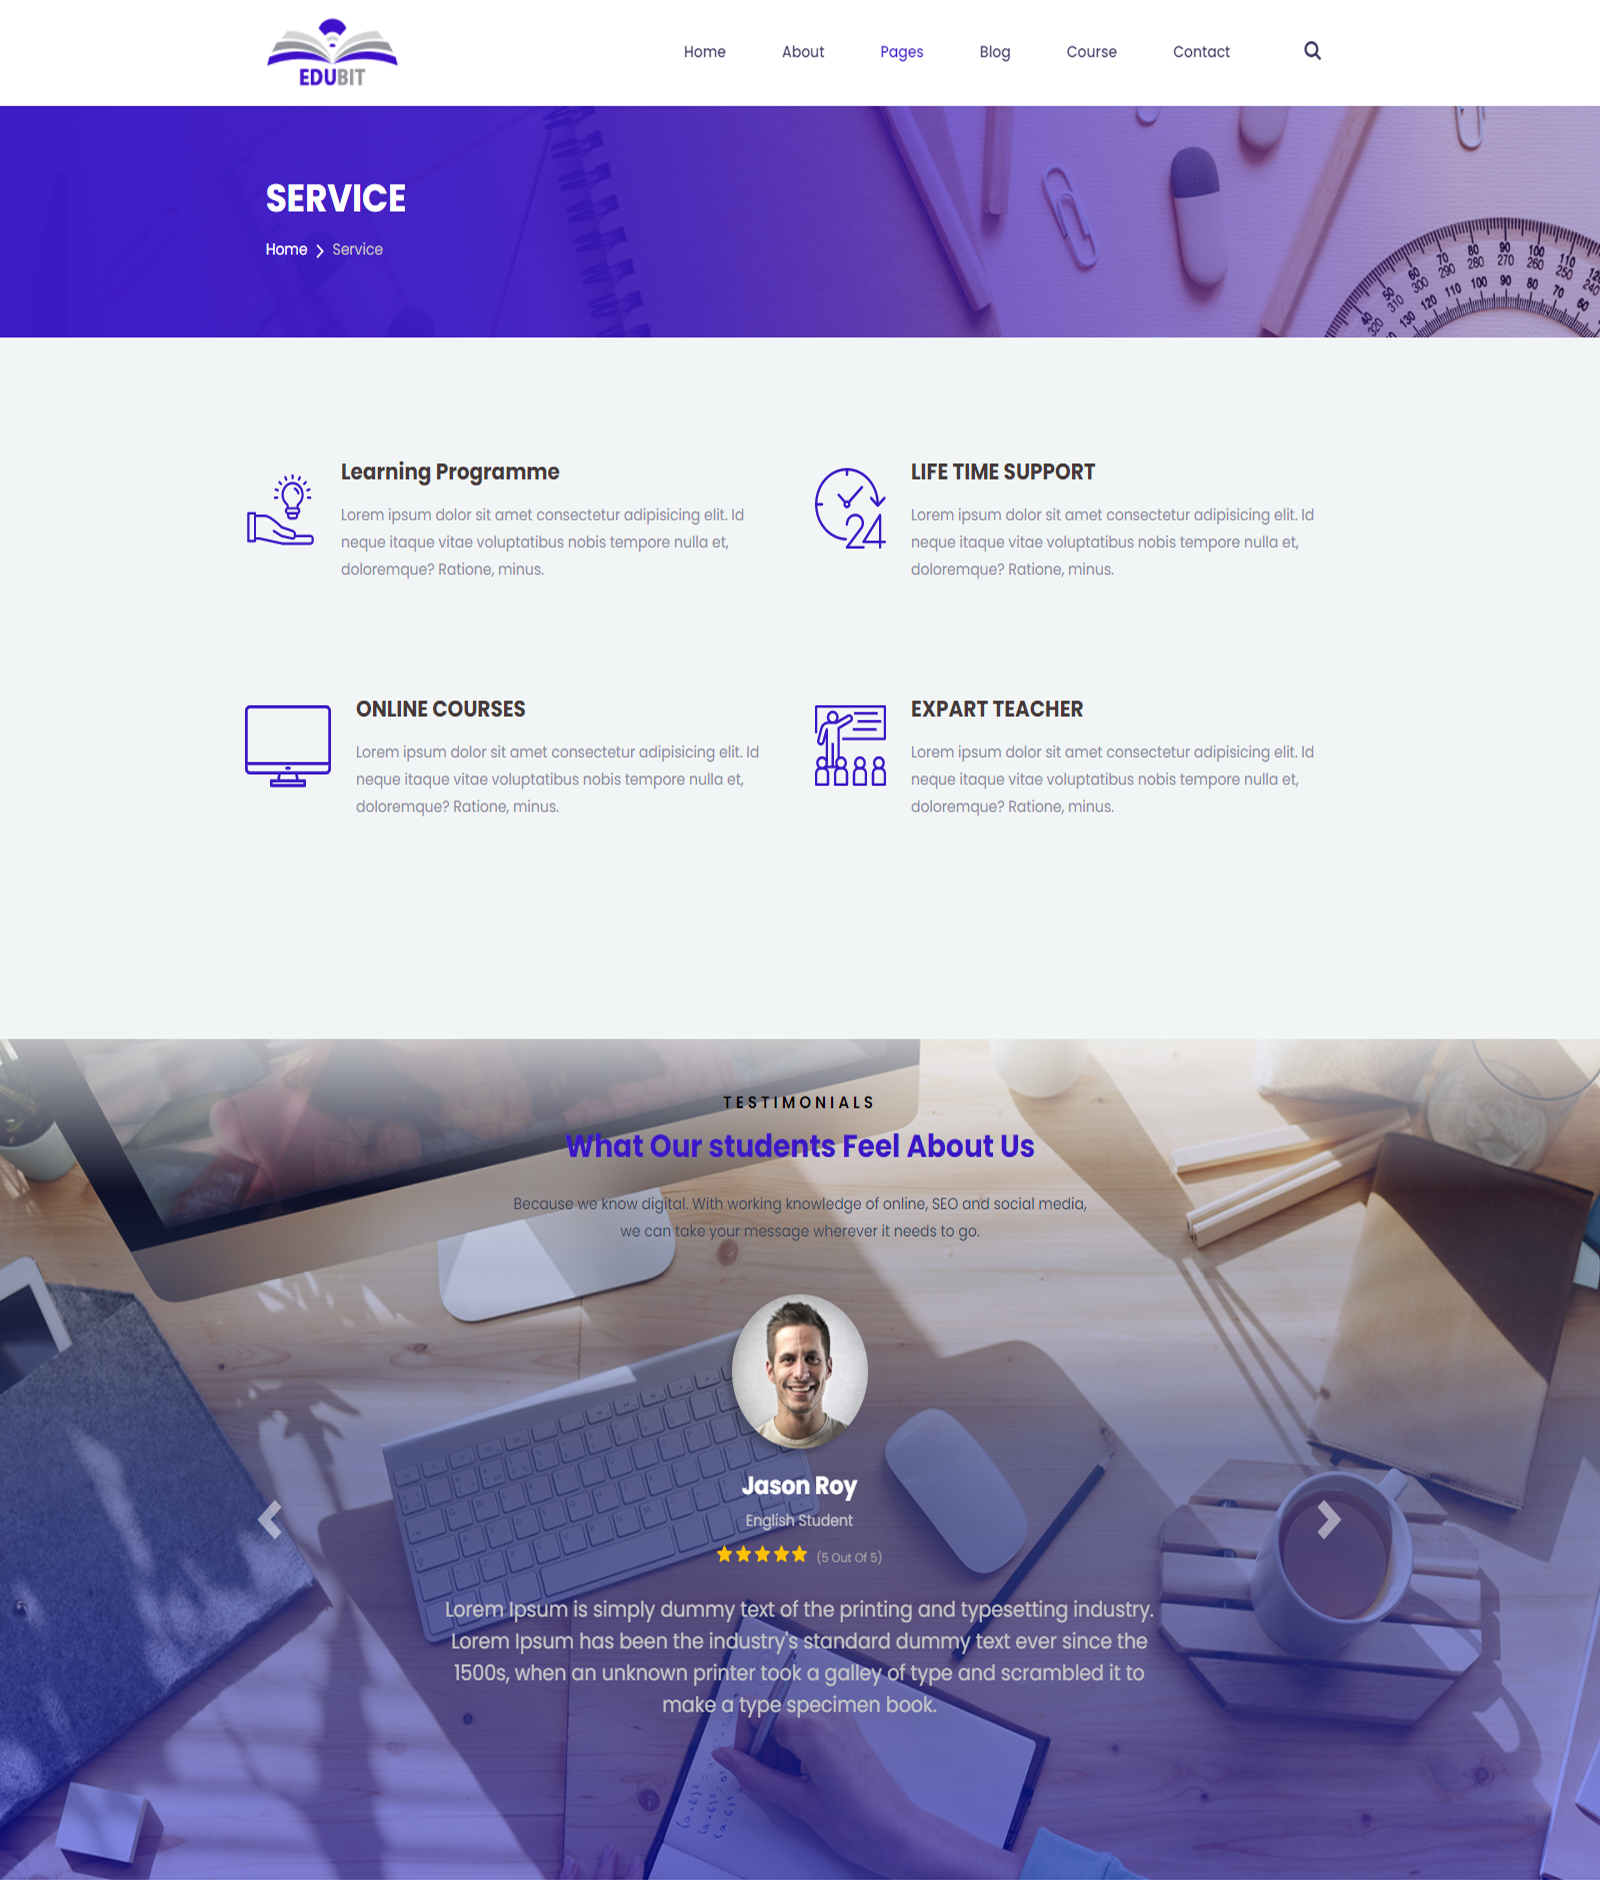 EDUBIT
Home About Pages Blog Course Contact
SERVICE
Home Service
Learning Programme
Lorem ipsum dolor sit amet consectetur adipisicing elit. Id
neque itaque vitae voluptatibus nobis tempore nulla et,
doloremque? Ratione, minus.
LIFE TIME SUPPORT
24
Lorem ipsum dolor sit amet consectetur adipisicing elit. Id
neque itaque vitae voluptatibus nobis tempore nulla et,
doloremque? Ratione, minus.
ONLINE COURSES
Lorem ipsum dolor sit amet consectetur adipisicing elit. Id
neque itaque vitae voluptatibus nobis tempore nulla et,
doloremque? Ratione, minus.
EXPART TEACHER
Lorem ipsum dolor sit amet consectetur adipisicing elit. Id
neque itaque vitae voluptatibus nobis tempore nulla et,
doloremque? Ratione, minus.
TESTIMONIALS
What Our students Feel About Us
Because we know digital. With working knowledge of online, SEO and social media,
we can take your message wherever it needs to go.
Jason Roy
English Student
(5 Out Of 5)
Lorem Ipsum is simply dummy text of the printing and typesetting industry.
Lorem Ipsum has been the industry's standard dummy text ever since the
1500s, when an unknown printer took a galley of type and scrambled it to
make a type specimen book.